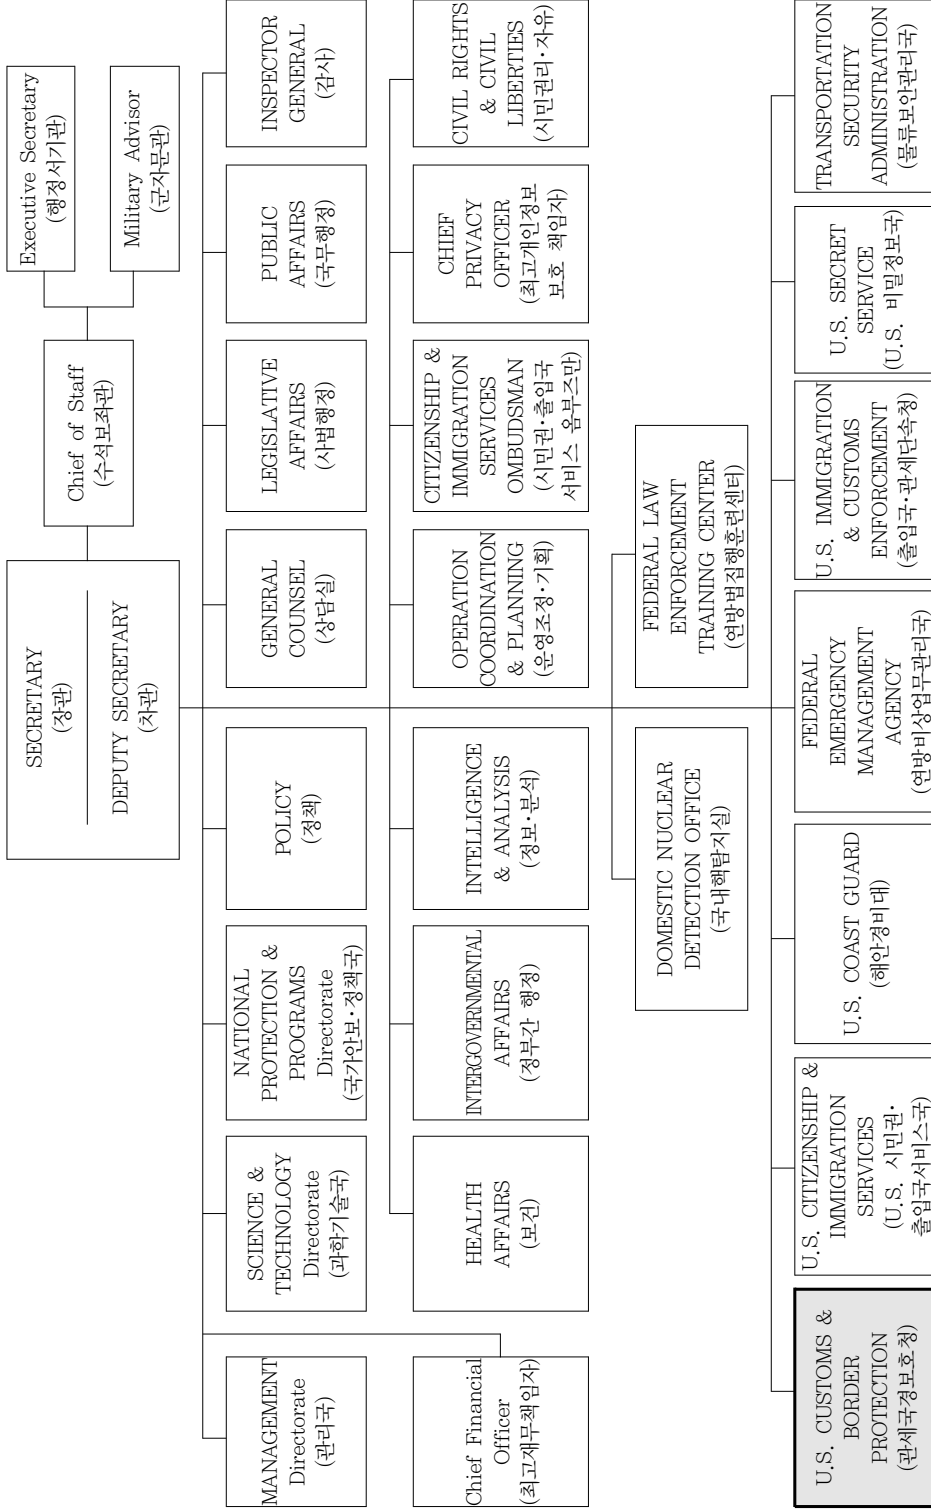 SECRETARY
(장관)
DEPUTY SECRETARY
(차관)
Chief of Staff
(수석보좌관)
Executive Secretary
(행정서기관)
Military Advisor
(군자문관)
MANAGEMENT
Directorate
(관리국)
SCIENCE &
TECHNOLOGY
Directorate
(과학기술국)
NATIONAL
PROTECTION &
PROGRAMS
Directorate
(국가안보·정책국)
POLICY
(정책)
GENERAL
COUNSEL
(상담실)
LEGISLATIVE
AFFAIRS
(사법행정)
PUBLIC
AFFAIRS
(국무행정)
INSPECTOR
GENERAL
(감사)
Chief Financial
Officer
(최고재무책임자)
HEALTH
AFFAIRS
(보건)
INTERGOVERNMENTAL
AFFAIRS
(정부간 행정)
INTELLIGENCE
& ANALYSIS
(정보·분석)
OPERATION
COORDINATION
& PLANNING
(운영조정·기획)
CITIZENSHIP &
IMMIGRATION
SERVICES
OMBUDSMAN
(시민권·출입국
서비스 옴부즈만)
CHIEF
PRIVACY
OFFICER
(최고개인정보
보호 책임자)
CIVIL RIGHTS
& CIVIL
LIBERTIES
(시민권리·자유)
DOMESTIC NUCLEAR
DETECTION OFFICE
(국내핵탐지실)
FEDERAL LAW
ENFORCEMENT
TRAINING CENTER
(연방법집행훈련센터)
U.S. CUSTOMS &
BORDER
PROTECTION
(관세국경보호청)
U.S. CITIZENSHIP &
IMMIGRATION
SERVICES
(U.S. 시민권·
출입국서비스국)
U.S. COAST GUARD
(해안경비대)
FEDERAL
EMERGENCY
MANAGEMENT
AGENCY
(연방비상업무관리국)
U.S. IMMIGRATION
& CUSTOMS
ENFORCEMENT
(출입국·관세단속청)
U.S. SECRET
SERVICE
(U.S. 비밀정보국)
TRANSPORTATION
SECURITY
ADMINISTRATION
(물류보안관리국)